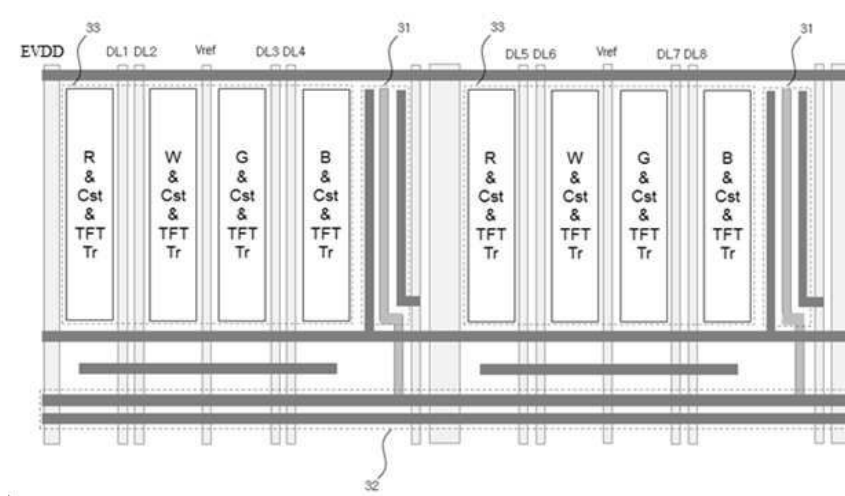 33 31 33 31
EVDD DL1 DL2 Vref DL3 DL4 DL5 DL6 Vref DL7 DL8
R & Cst & TFT Tr
W & Cst & TFT Tr
G & Cst & TFT Tr
B & Cst & TFT Tr
R & Cst & TFT Tr
W & Cst & TFT Tr
G & Cst & TFT Tr
B & Cst & TFT Tr
32